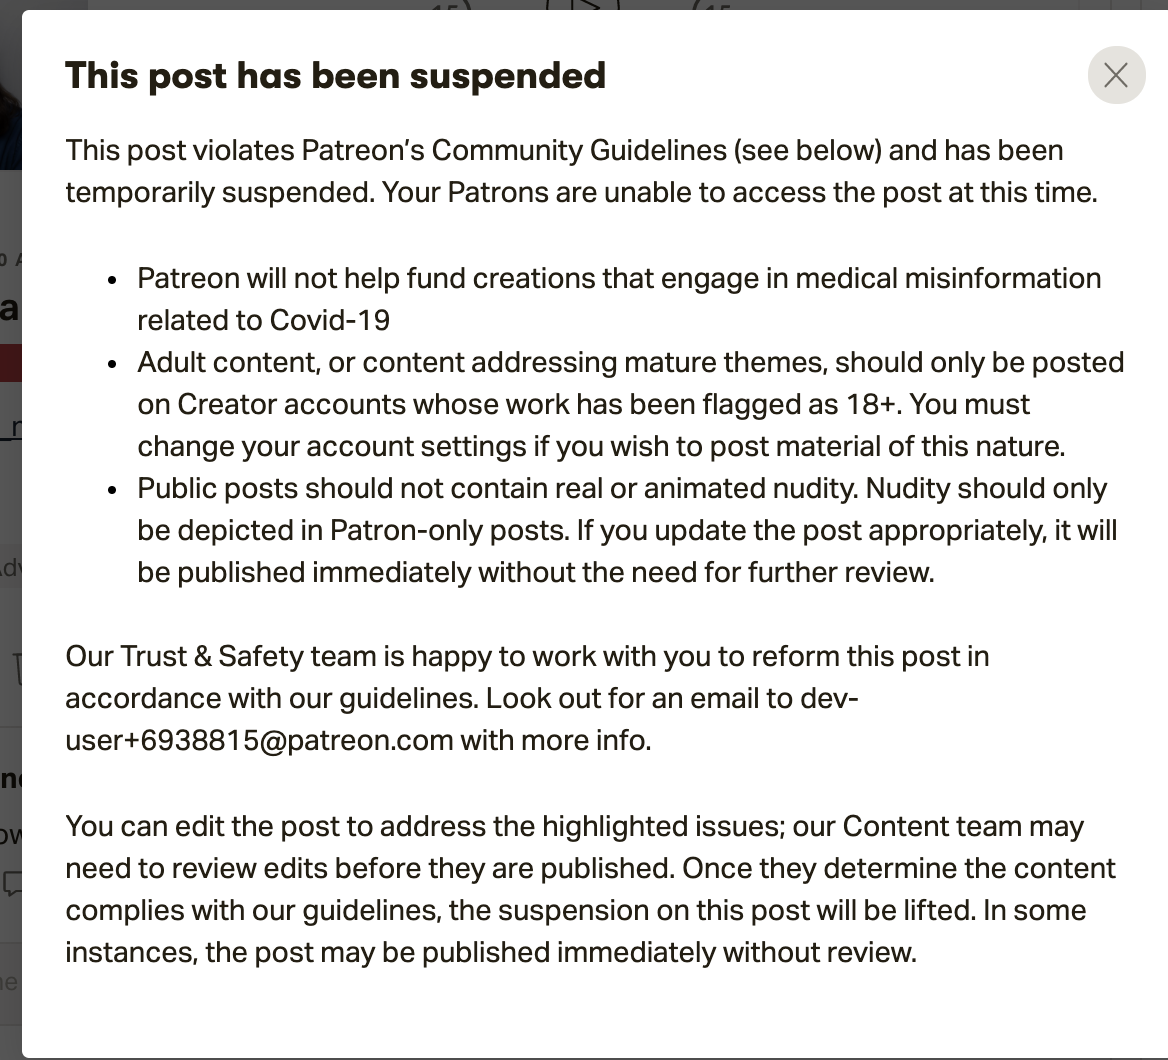 This post has been suspended
This post violates Patreon’s Community Guidelines (see below) and has been
temporarily suspended. Your Patrons are unable to access the post at this time.
• Patreon will not help fund creations that engage in medical misinformation
related to Covid-19
• Adult content, or content addressing mature themes, should only be posted
on Creator accounts whose work has been flagged as 18+. You must
change your account settings if you wish to post material of this nature.
• Public posts should not contain real or animated nudity. Nudity should only
be depicted in Patron-only posts. If you update the post appropriately, it will
be published immediately without the need for further review.
Our Trust & Safety team is happy to work with you to reform this post in
accordance with our guidelines. Look out for an email to dev-
user+6938815@patreon.com with more info.
You can edit the post to address the highlighted issues; our Content team may
need to review edits before they are published. Once they determine the content
complies with our guidelines, the suspension on this post will be lifted. In some
instances, the post may be published immediately without review.